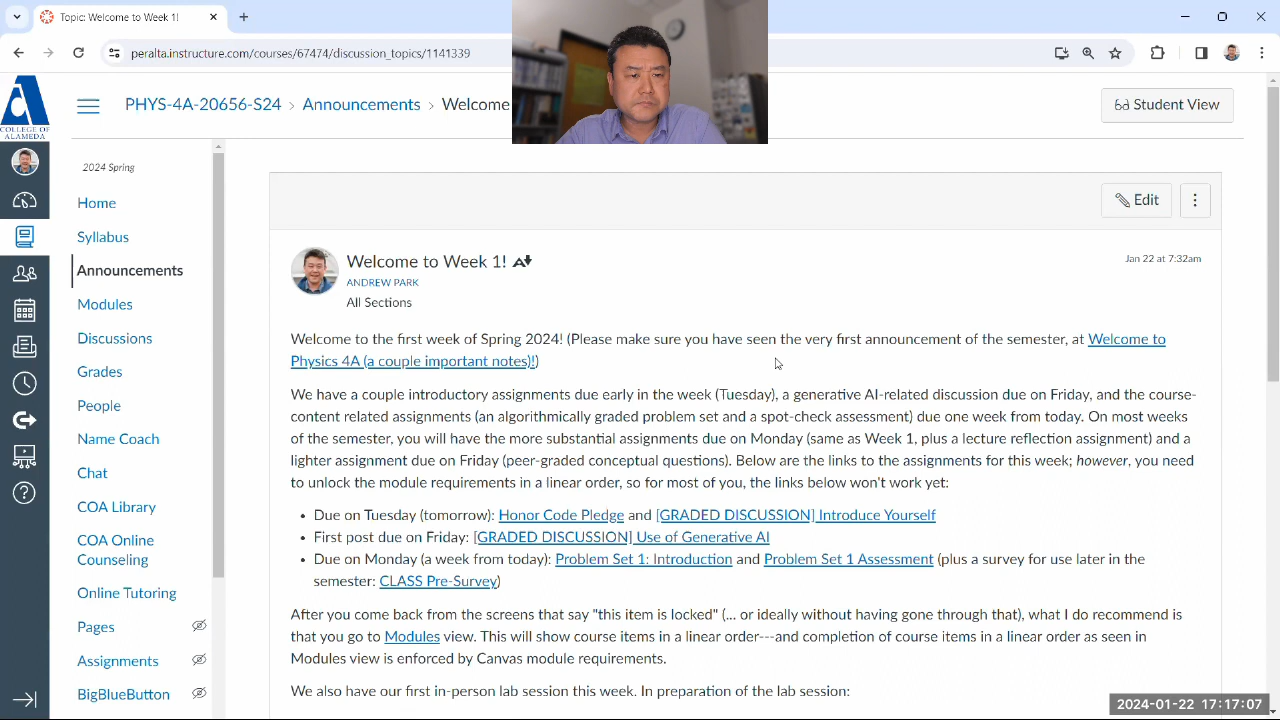 Topic: Welcome to Week 1!
peralta.instructure.com/courses/67474/discussion_topics/1141339
COLLEGE OF
ALAMEDA
PHYS-4A-20656-S24 > Announcements > Welcome
Student View
2024 Spring
Home
Syllabus
Announcements
Modules
Discussions
Grades
People
Name Coach
Chat
COA Library
COA Online
Counseling
Online Tutoring
Pages
Assignments
BigBlueButton
Edit
Welcome to Week 1!
Jan 22 at 7:32am
ANDREW PARK
All Sections
Welcome to the first week of Spring 2024! (Please make sure you have seen the very first announcement of the semester, at Welcome to
Physics 4A (a couple important notes)!)
We have a couple introductory assignments due early in the week (Tuesday), a generative AI-related discussion due on Friday, and the course-
content related assignments (an algorithmically graded problem set and a spot-check assessment) due one week from today. On most weeks
of the semester, you will have the more substantial assignments due on Monday (same as Week 1, plus a lecture reflection assignment) and a
lighter assignment due on Friday (peer-graded conceptual questions). Below are the links to the assignments for this week; however, you need
to unlock the module requirements in a linear order, so for most of you, the links below won't work yet:
• Due on Tuesday (tomorrow): Honor Code Pledge and [GRADED DISCUSSION] Introduce Yourself
• First post due on Friday: [GRADED DISCUSSION] Use of Generative AI
• Due on Monday (a week from today): Problem Set 1: Introduction and Problem Set 1 Assessment (plus a survey for use later in the
semester: CLASS Pre-Survey)
After you come back from the screens that say "this item is locked" (... or ideally without having gone through that), what I do recommend is
that you go to Modules view. This will show course items in a linear order---and completion of course items in a linear order as seen in
Modules view is enforced by Canvas module requirements.
We also have our first in-person lab session this week. In preparation of the lab session:
2024-01-22 17:17:07